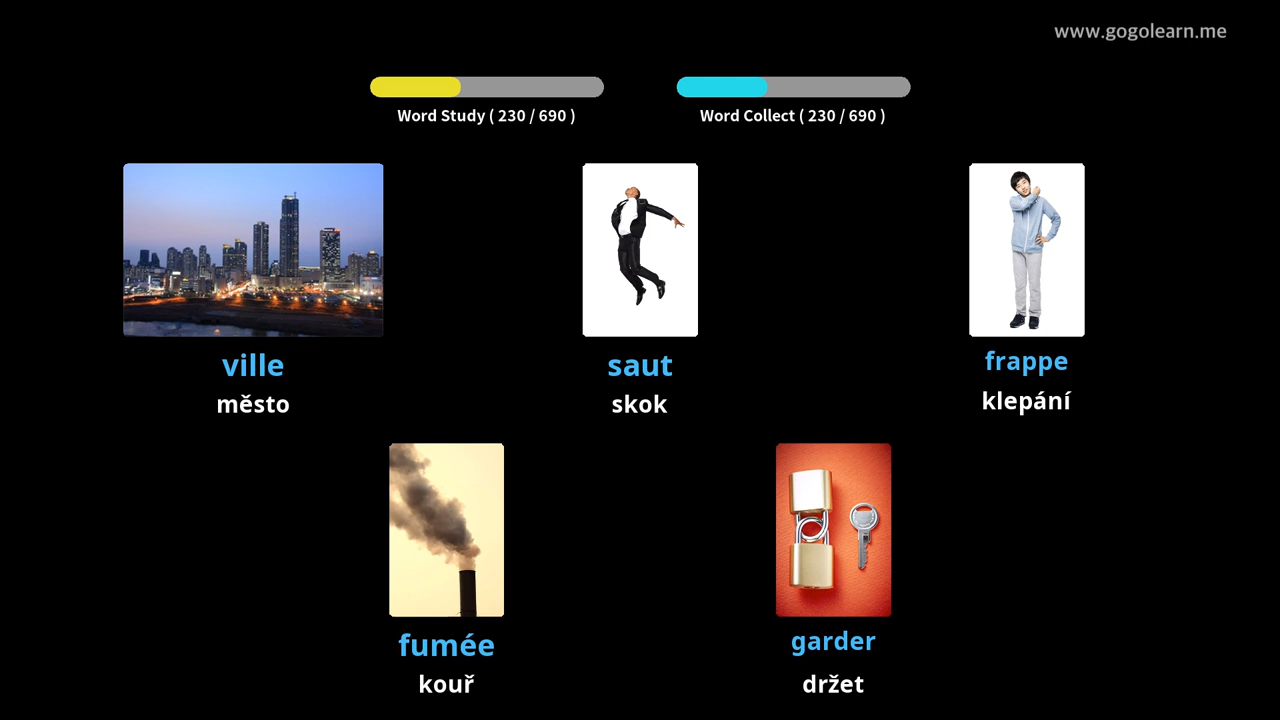 www.gogolearn.me
Word Study ( 230 / 690 )
Word Collect ( 230 / 690 )
ville
město
saut
skok
frappe
klepání
fumée
kouř
garder
držet